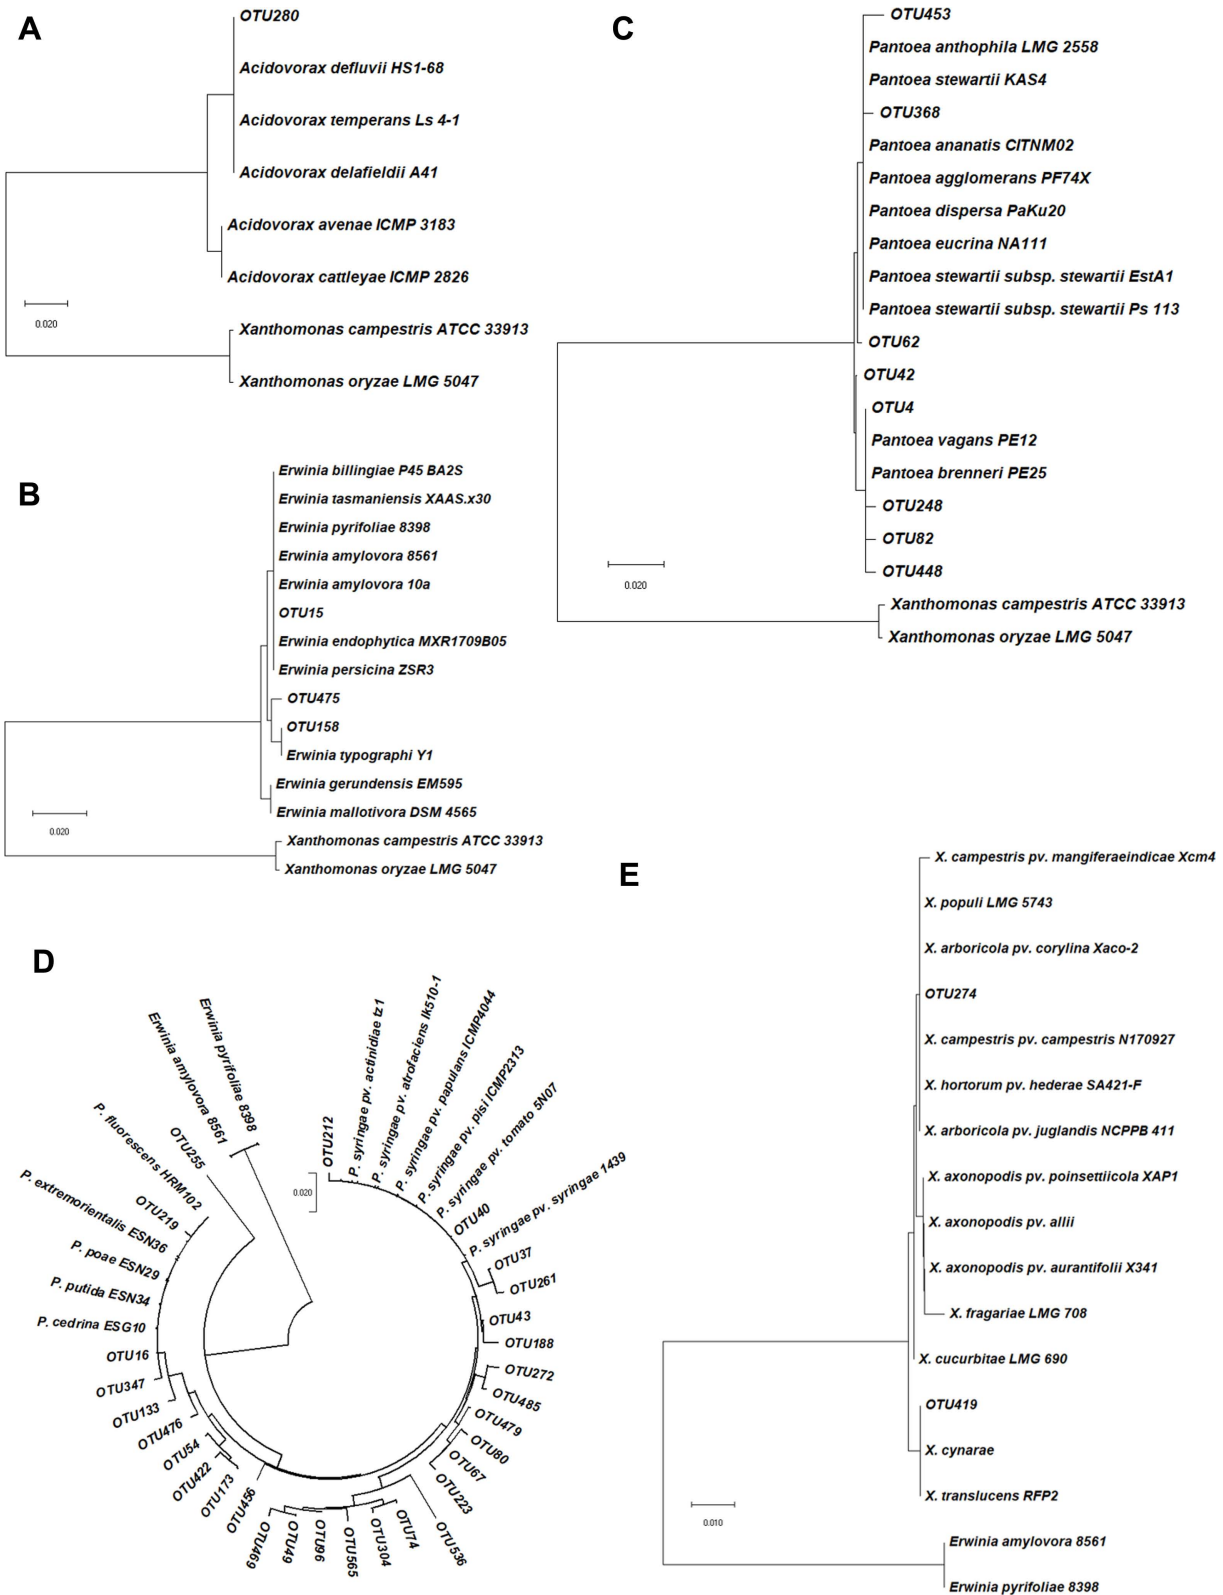 A
OTU280
Acidovorax defluvii HS1-68
Acidovorax temperans Ls 4-1
Acidovorax delafieldii A41
Acidovorax avenae ICMP 3183
Acidovorax cattleyae ICMP 2826
Xanthomonas campestris ATCC 33913
Xanthomonas oryzae LMG 5047
0.020
B
Erwinia billingiae P45 BA2S
Erwinia tasmaniensis XAAS.x30
Erwinia pyrifoliae 8398
Erwinia amylovora 8561
Erwinia amylovora 10a
OTU15
Erwinia endophytica MXR1709B05
Erwinia persicina ZSR3
OTU475
OTU158
Erwinia typographi Y1
Erwinia gerundensis EM595
Erwinia mallotivora DSM 4565
Xanthomonas campestris ATCC 33913
Xanthomonas oryzae LMG 5047
0.020
C
OTU453
Pantoea anthophila LMG 2558
Pantoea stewartii KAS4
OTU368
Pantoea ananatis CITNM02
Pantoea agglomerans PF74X
Pantoea dispersa PaKu20
Pantoea eucrina NA111
Pantoea stewartii subsp. stewartii EstA1
Pantoea stewartii subsp. stewartii Ps 113
OTU62
OTU42
OTU4
Pantoea vagans PE12
Pantoea brenneri PE25
OTU248
OTU82
OTU448
Xanthomonas campestris ATCC 33913
Xanthomonas oryzae LMG 5047
0.020
D
OTU212
P. syringae pv. actinidiae tz1
P. syringae pv. atrofaciens Ik510-1
P. syringae pv. papulans ICMP4044
P. syringae pv. pisi ICMP2313
P. syringae pv. tomato 5N07
OTU40
P. syringae pv. syringae 1439
OTU37
OTU261
OTU43
OTU188
OTU272
OTU485
OTU479
OTU80
OTU67
OTU223
OTU536
OTU74
OTU304
OTU565
OTU96
OTU49
OTU469
OTU456
OTU173
OTU422
OTU54
OTU476
OTU133
OTU347
OTU16
P. cedrina ESG10
P. putida ESN34
P. poae ESN29
P. extremorientalis ESN36
OTU219
P. fluorescens HRM102
OTU255
Erwinia amylovora 8561
Erwinia pyrifoliae 8398
0.020
E
X. campestris pv. mangiferaeindicae Xcm4
X. populi LMG 5743
X. arboricola pv. corylina Xaco-2
OTU274
X. campestris pv. campestris N170927
X. hortorum pv. hederae SA421-F
X. arboricola pv. juglandis NCPPB 411
X. axonopodis pv. poinsettiicola XAP1
X. axonopodis pv. allii
X. axonopodis pv. aurantifolii X341
X. fragariae LMG 708
X. cucurbitae LMG 690
OTU419
X. cynarae
X. translucens RFP2
Erwinia amylovora 8561
Erwinia pyrifoliae 8398
0.010